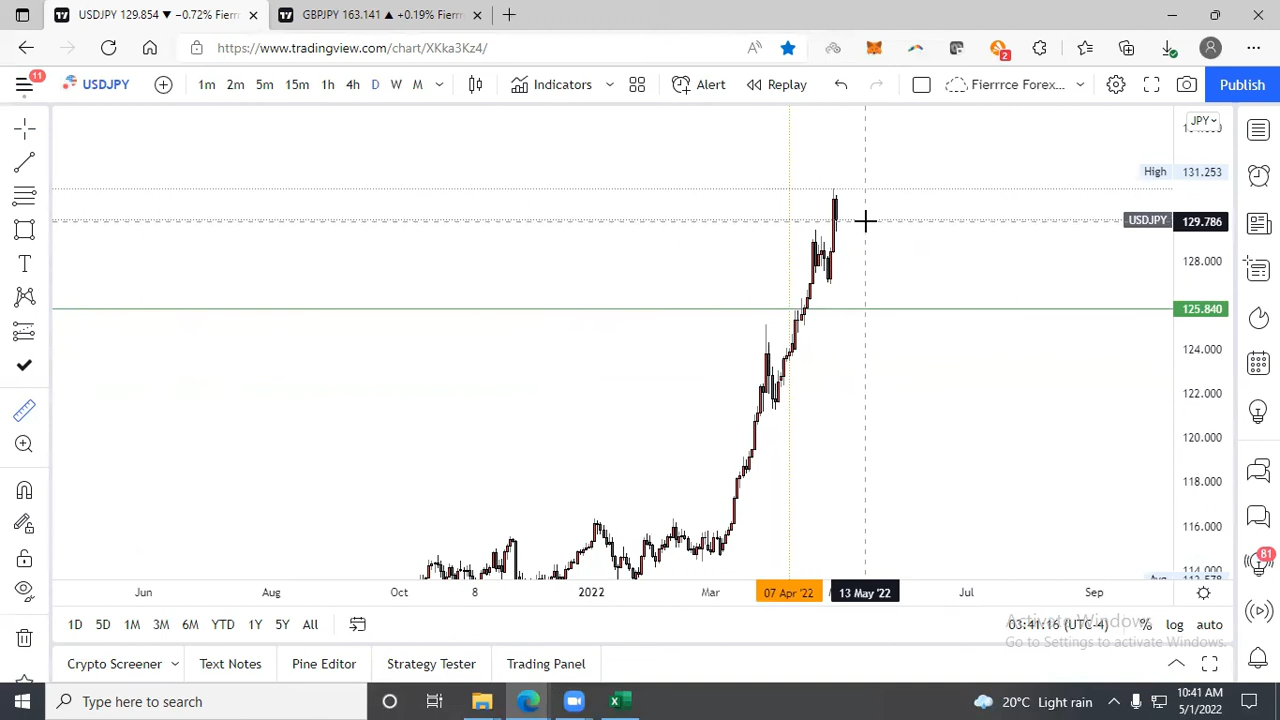 USDJPY 129.854 ▼ −0.72% Fierrr
GBPJPY 163.141 ▲ +0.19% Fierrr
https://www.tradingview.com/chart/XKka3Kz4/
2
11
USDJPY
1m 2m 5m 15m 1h 4h D W M
Indicators
Alert
Replay
Fierrrce Forex...
Publish
JPY
High 131.253
USDJPY 129.786
128.000
125.840
124.000
122.000
120.000
118.000
116.000
114.000
Jun Aug Oct 8 2022 Mar 07 Apr '22 13 May '22 Jul Sep
81
1D 5D 1M 3M 6M YTD 1Y 5Y All
03:41:16 (UTC-4) % log auto
Activate Windows
Go to Settings to activate Windows.
Crypto Screener Text Notes Pine Editor Strategy Tester Trading Panel
Type here to search
20°C Light rain
10:41 AM
5/1/2022